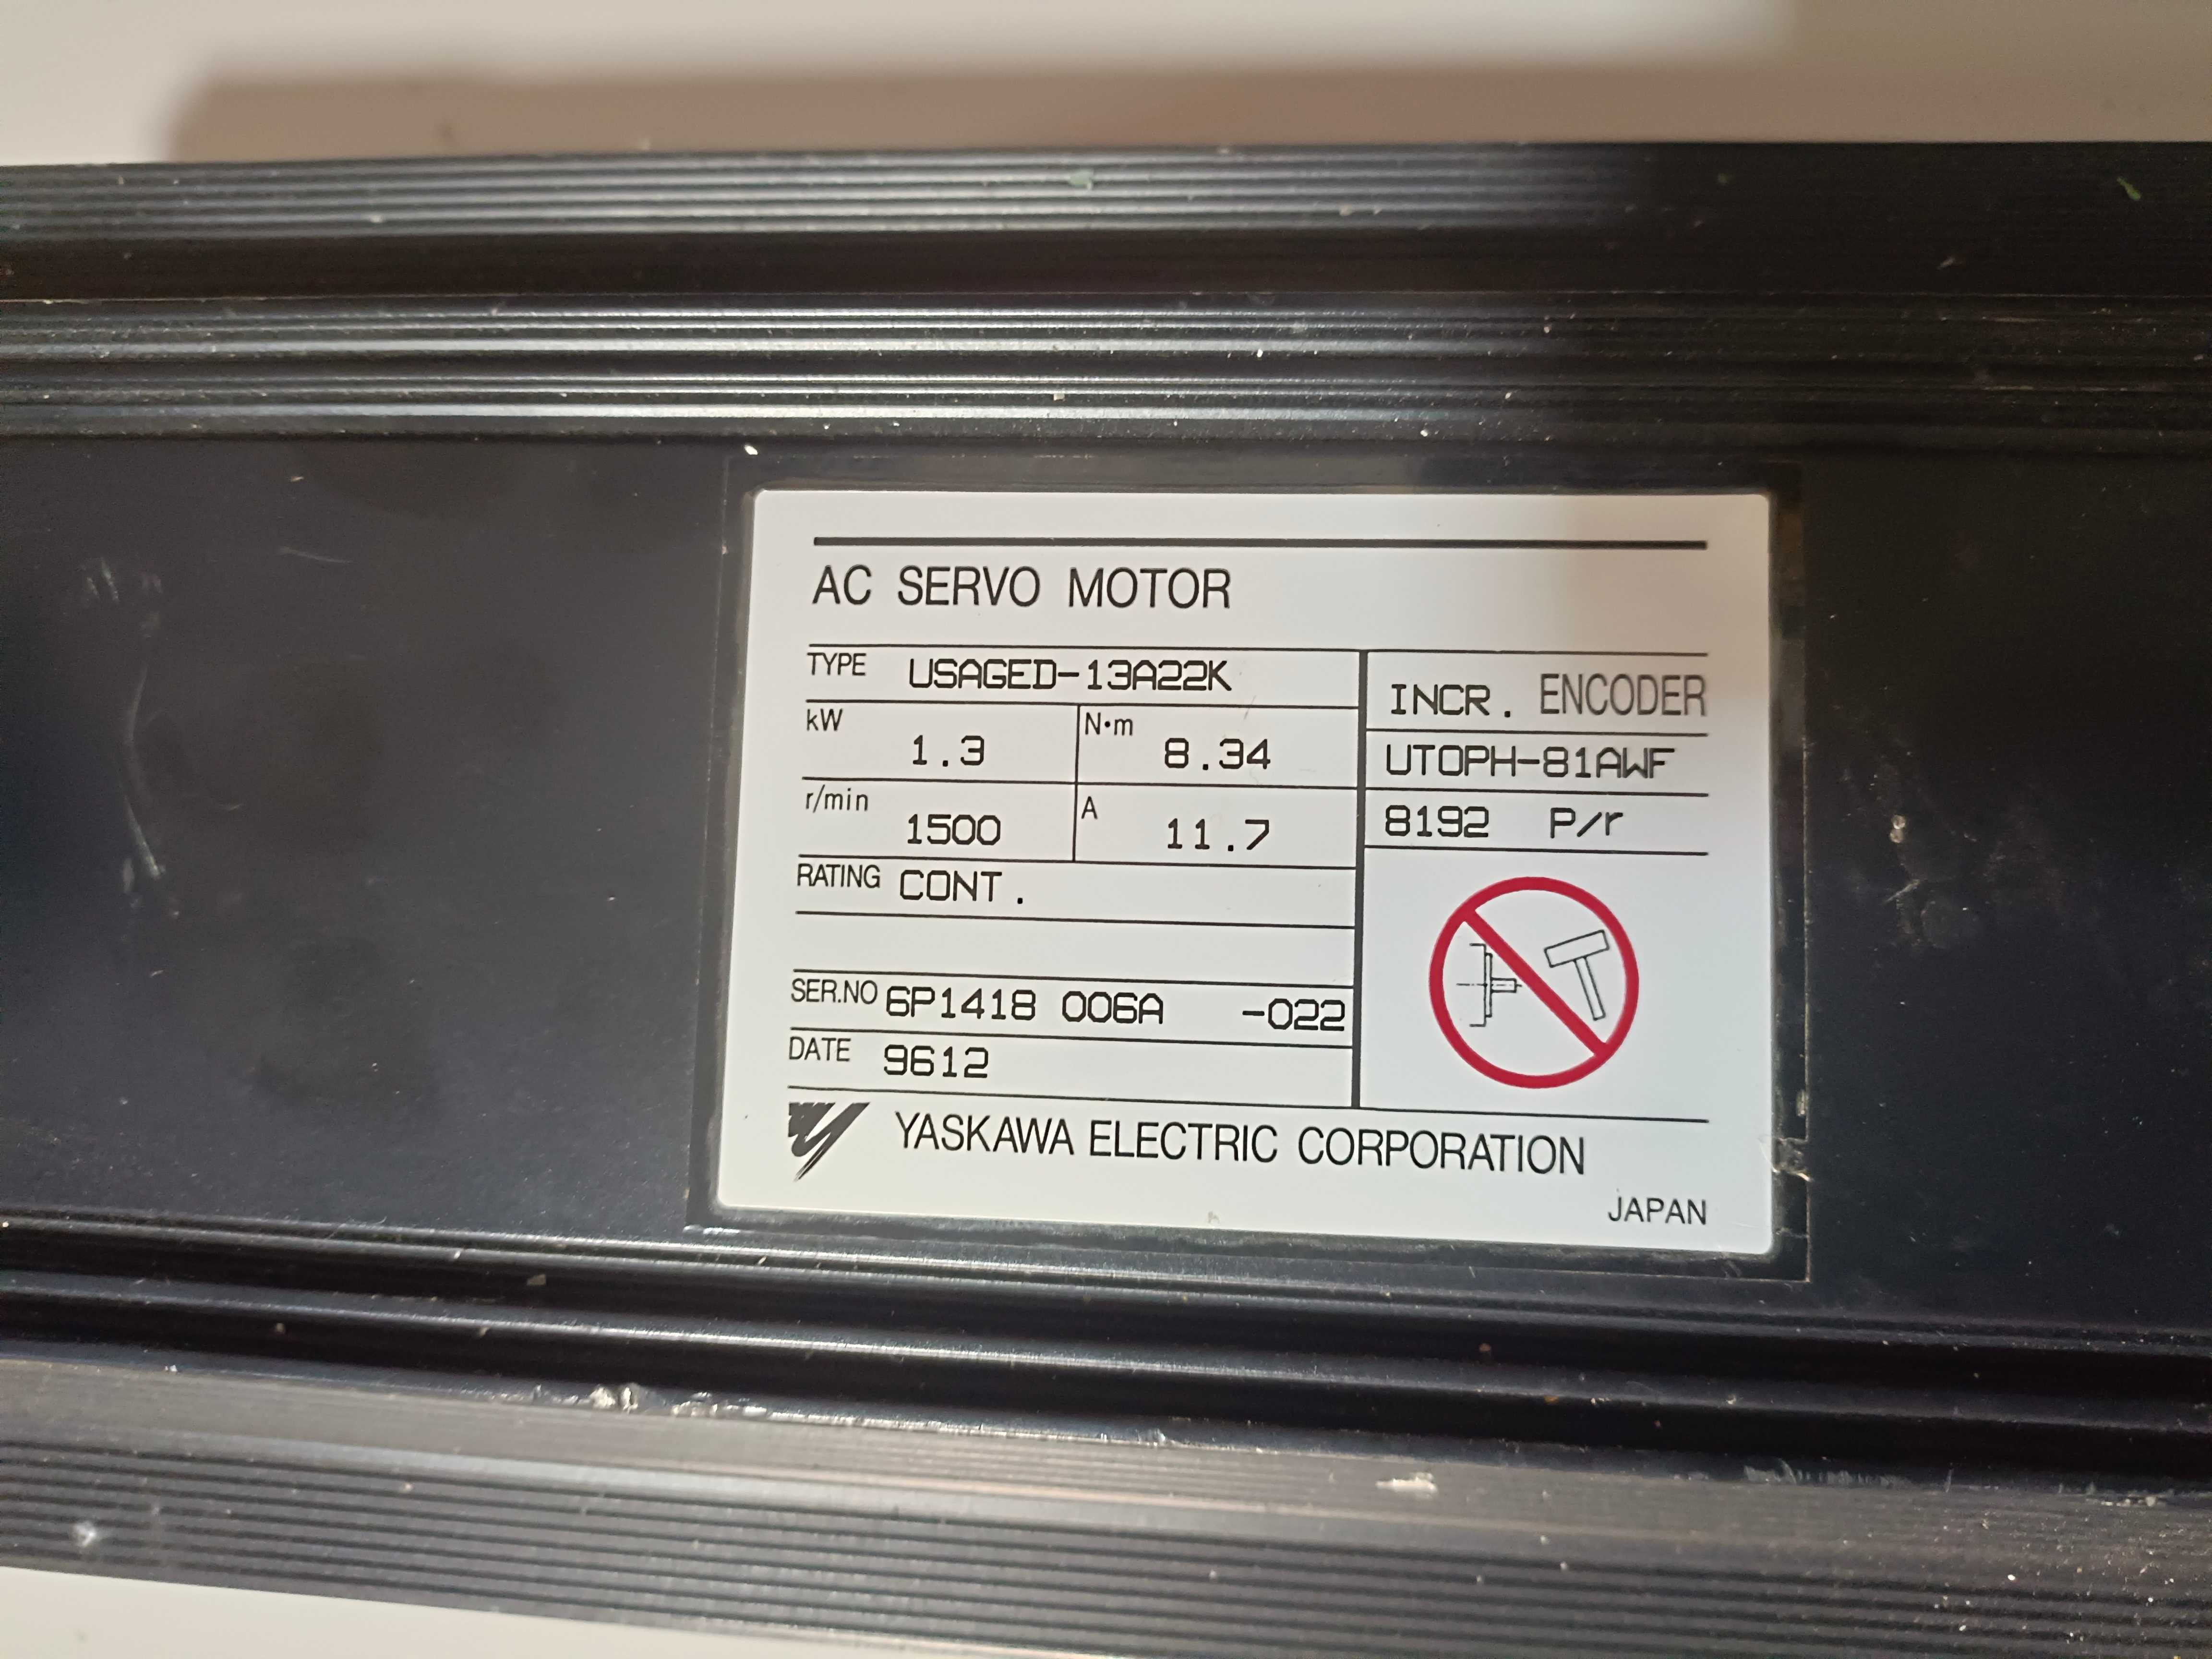 AC SERVO MOTOR
TYPE USAGED-13A22K
INCR. ENCODER
kW 1.3 N•m 8.34
UTOPH-81AWF
r/min 1500 A 11.7
8192 P/r
RATING CONT.
SER.NO 6P1418 006A -022
DATE 9612
YASKAWA ELECTRIC CORPORATION
JAPAN